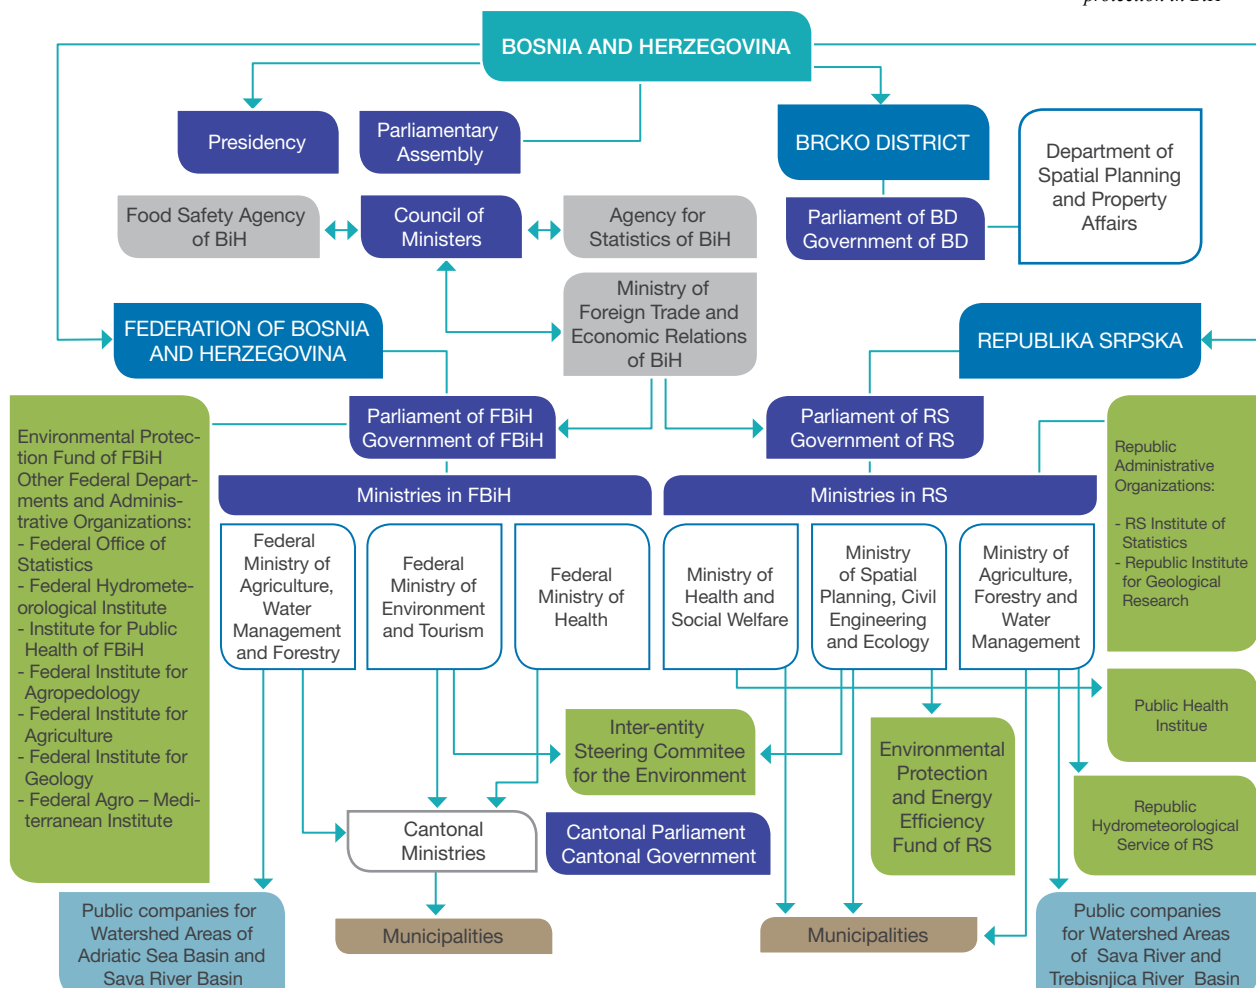 protection in BiH
BOSNIA AND HERZEGOVINA
Presidency
Parliamentary
Assembly
BRCKO DISTRICT
Department of
Spatial Planning
and Property
Affairs
Food Safety Agency
of BiH
Council of
Ministers
Agency for
Statistics of BiH
Parliament of BD
Government of BD
Ministry of
Foreign Trade and
Economic Relations
of BiH
FEDERATION OF BOSNIA
AND HERZEGOVINA
REPUBLIKA SRPSKA
Parliament of FBiH
Government of FBiH
Parliament of RS
Government of RS
Environmental Protec-
tion Fund of FBiH
Other Federal Depart-
ments and Adminis-
trative Organizations:
- Federal Office of
Statistics
- Federal Hydromete-
orological Institute
- Institute for Public
Health of FBiH
- Federal Institute for
Agropedology
- Federal Institute for
Agriculture
- Federal Institute for
Geology
- Federal Agro – Medi-
terranean Institute
Ministries in FBiH
Ministries in RS
Republic
Administrative
Organizations:
- RS Institute of
Statistics
- Republic Institute
for Geological
Research
Federal
Ministry of
Agriculture,
Water
Management
and Forestry
Federal
Ministry of
Environment
and Tourism
Federal
Ministry of
Health
Ministry of
Health and
Social Welfare
Ministry
of Spatial
Planning, Civil
Engineering
and Ecology
Ministry of
Agriculture,
Forestry and
Water
Management
Public Health
Institue
Inter-entity
Steering Commitee
for the Environment
Environmental
Protection
and Energy
Efficiency
Fund of RS
Republic
Hydrometeorological
Service of RS
Cantonal
Ministries
Cantonal Parliament
Cantonal Government
Public companies for
Watershed Areas of
Adriatic Sea Basin and
Sava River Basin
Municipalities
Municipalities
Public companies
for Watershed Areas
of Sava River and
Trebisnjica River Basin